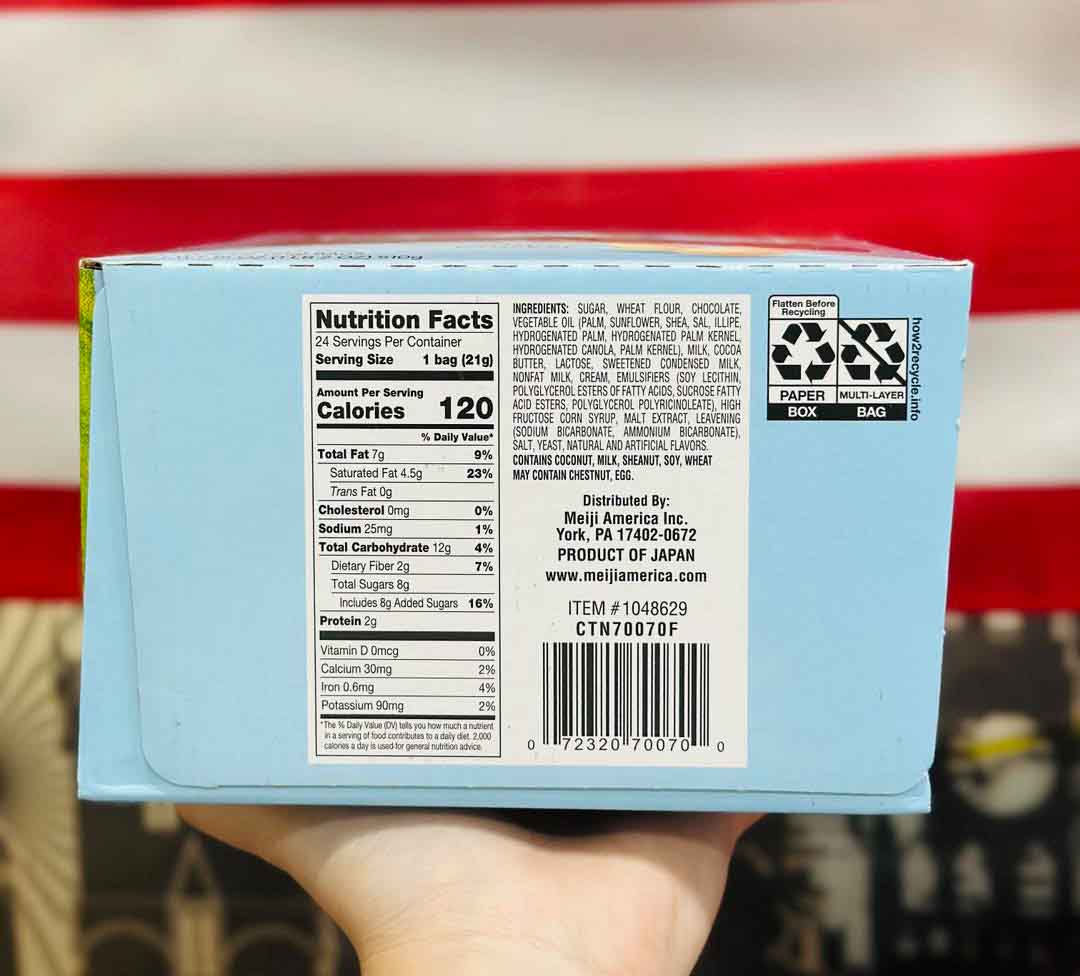 Nutrition Facts
24 Servings Per Container
Serving Size 1 bag (21g)
Amount Per Serving
Calories 120
% Daily Value*
Total Fat 7g 9%
Saturated Fat 4.5g 23%
Trans Fat 0g
Cholesterol 0mg 0%
Sodium 25mg 1%
Total Carbohydrate 12g 4%
Dietary Fiber 2g 7%
Total Sugars 8g
Includes 8g Added Sugars 16%
Protein 2g
Vitamin D 0mcg 0%
Calcium 30mg 2%
Iron 0.6mg 4%
Potassium 90mg 2%
*The % Daily Value (DV) tells you how much a nutrient
in a serving of food contributes to a daily diet. 2,000
calories a day is used for general nutrition advice.
INGREDIENTS: SUGAR, WHEAT FLOUR, CHOCOLATE,
VEGETABLE OIL (PALM, SUNFLOWER, SHEA, SAL, ILLIPE,
HYDROGENATED PALM, HYDROGENATED PALM KERNEL,
HYDROGENATED CANOLA, PALM KERNEL), MILK, COCOA
BUTTER, LACTOSE, SWEETENED CONDENSED MILK,
NONFAT MILK, CREAM, EMULSIFIERS (SOY LECITHIN,
POLYGLYCEROL ESTERS OF FATTY ACIDS, SUCROSE FATTY
ACID ESTERS, POLYGLYCEROL POLYRICINOLEATE), HIGH
FRUCTOSE CORN SYRUP, MALT EXTRACT, LEAVENING
(SODIUM BICARBONATE, AMMONIUM BICARBONATE),
SALT, YEAST, NATURAL AND ARTIFICIAL FLAVORS.
CONTAINS COCONUT, MILK, SHEANUT, SOY, WHEAT
MAY CONTAIN CHESTNUT, EGG.
Distributed By:
Meiji America Inc.
York, PA 17402-0672
PRODUCT OF JAPAN
www.meijiamerica.com
ITEM #1048629
CTN70070F
0 72320 70070 0
Flatten Before
Recycling
PAPER
BOX
MULTI-LAYER
BAG
how2recycle.info